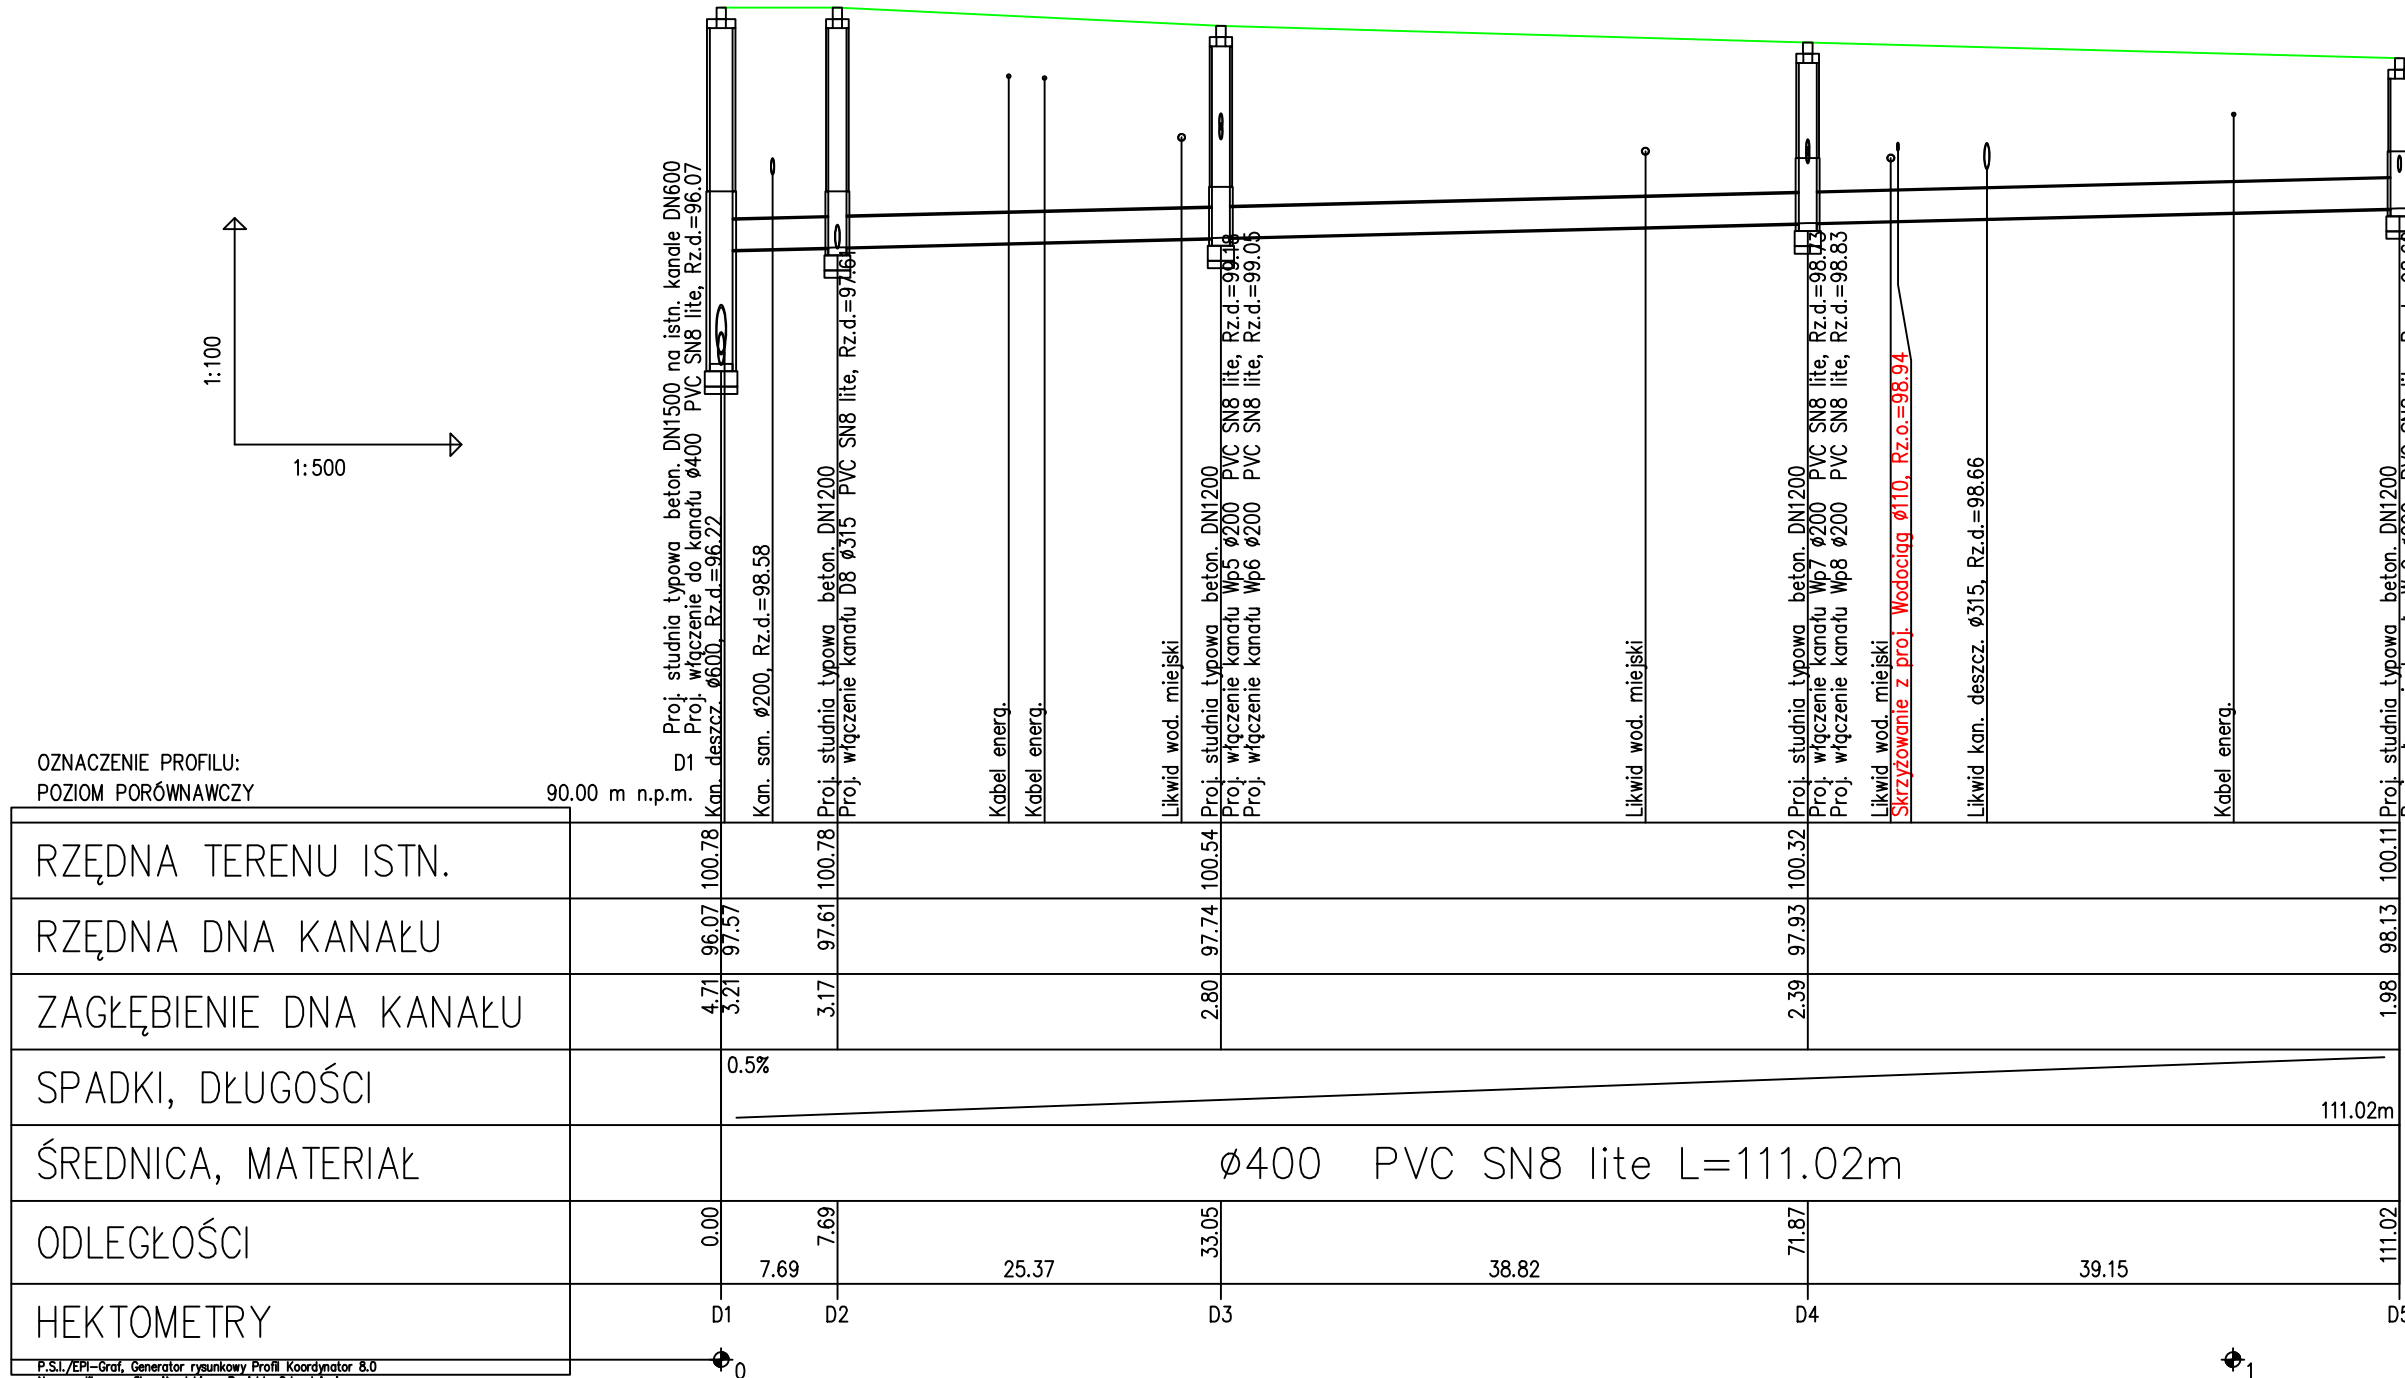 1:100
1:500
Proj. studnia typowa beton. DN1500 na istn. kanale DN600
Proj. włączenie do kanału ø400 PVC SN8 lite, Rz.d.=96.07
Kan. deszcz. ø600, Rz.d.=96.22
Kan. san. ø200, Rz.d.=98.58
Proj. studnia typowa beton. DN1200
Proj. włączenie kanału D8 ø315 PVC SN8 lite, Rz.d.=97.61
Kabel energ.
Kabel energ.
Likwid wod. miejski
Proj. studnia typowa beton. DN1200
Proj. włączenie kanału Wp5 ø200 PVC SN8 lite, Rz.d.=99.18
Proj. włączenie kanału Wp6 ø200 PVC SN8 lite, Rz.d.=99.05
Likwid wod. miejski
Proj. studnia typowa beton. DN1200
Proj. włączenie kanału Wp7 ø200 PVC SN8 lite, Rz.d.=98.73
Proj. włączenie kanału Wp8 ø200 PVC SN8 lite, Rz.d.=98.83
Likwid wod. miejski
Skrzyżowanie z proj. Wodociąg ø110, Rz.o.=98.94
Likwid kan. deszcz. ø315, Rz.d.=98.66
Kabel energ.
Proj. studnia typowa beton. DN1200
OZNACZENIE PROFILU: D1
POZIOM PORÓWNAWCZY 90.00 m n.p.m.
RZĘDNA TERENU ISTN. 100.78 100.78 100.54 100.32 100.11
RZĘDNA DNA KANAŁU 96.07 97.57 97.61 97.74 97.93 98.13
ZAGŁĘBIENIE DNA KANAŁU 4.71 3.21 3.17 2.80 2.39 1.98
SPADKI, DŁUGOŚCI 0.5% 111.02m
ŚREDNICA, MATERIAŁ ø400 PVC SN8 lite L=111.02m
ODLEGŁOŚCI 0.00 7.69 33.05 71.87 111.02
7.69 25.37 38.82 39.15
HEKTOMETRY D1 D2 D3 D4 D5
0 1
P.S.I./EPI-Graf, Generator rysunkowy Profil Koordynator 8.0